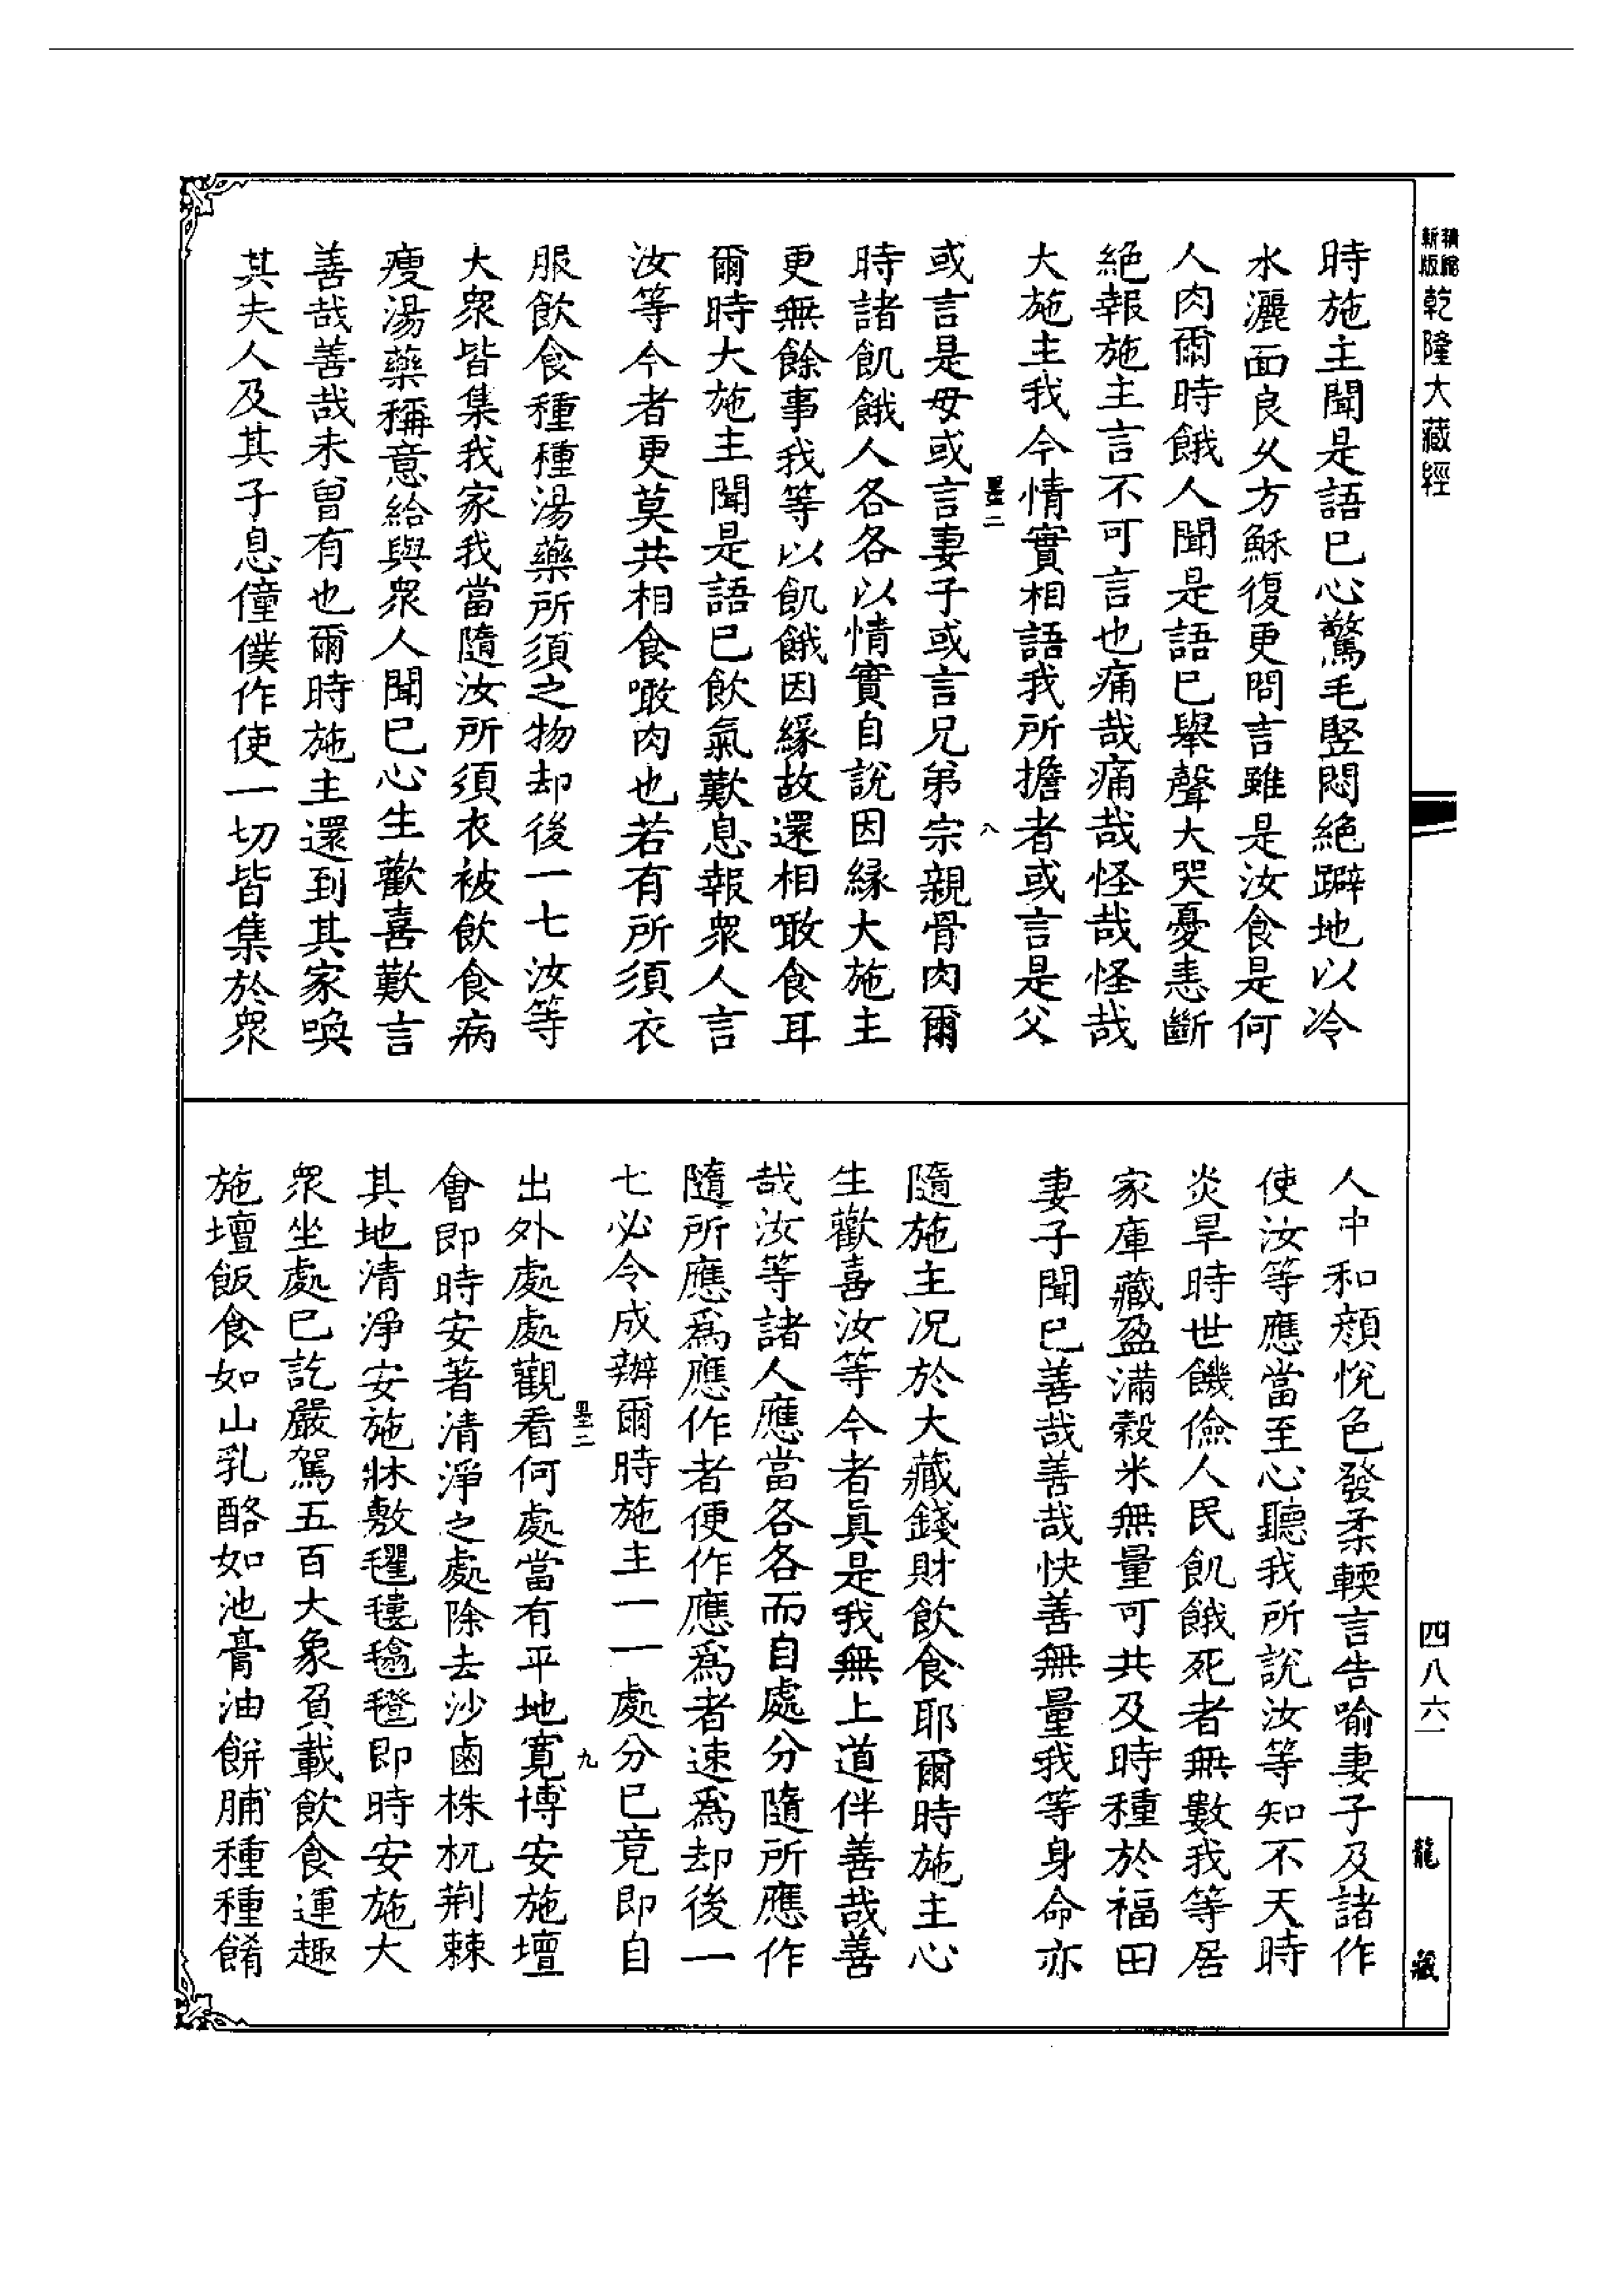 新版 精縮 乾隆大藏經
時施主聞是語已心驚毛竪悶絶躃地以冷
水灑面良乆方穌復更問言雖是汝食是何
人肉爾時餓人聞是語已舉聲大哭憂恚斷
絶報施主言不可言也痛哉痛哉怪哉怪哉
大施主我今情實相語我所擔者或言是父
墨二 八
或言是母或言妻子或言兄弟宗親骨肉爾
時諸飢餓人各各以情實自說因緣大施主
更無餘事我等以飢餓因緣故還相噉食耳
爾時大施主聞是語已飲氣歎息報衆人言
汝等今者更莫共相食噉肉也若有所須衣
服飲食種種湯藥所須之物却後一七汝等
大衆皆集我家我當隨汝所須衣被飲食病
瘦湯藥稱意給與衆人聞已心生歡喜歎言
善哉善哉未曾有也爾時施主還到其家喚
其夫人及其子息僮僕作使一切皆集於衆
人中和顔悅色發柔輭言告喻妻子及諸作
使汝等應當至心聽我所說汝等知不天時
炎旱時世饑儉人民飢餓死者無數我等居
家庫藏盈滿穀米無量可共及時種於福田
妻子聞已善哉善哉快善無量我等身命亦
隨施主况於大藏錢財飲食耶爾時施主心
生歡喜汝等今者眞是我無上道伴善哉善
哉汝等諸人應當各各而自處分隨所應作
隨所應爲應作者便作應爲者速爲却後一
七必令成辦爾時施主一一處分已竟即自
墨二 九
出外處處觀看何處當有平地寛博安施壇
會即時安著清淨之處除去沙鹵株杌荆棘
其地清淨安施牀敷氍氀毾㲪即時安施大
衆坐處已訖嚴駕五百大象負載飲食運趣
施壇飯食如山乳酪如池膏油餅脯種種餚
四八六
龍藏